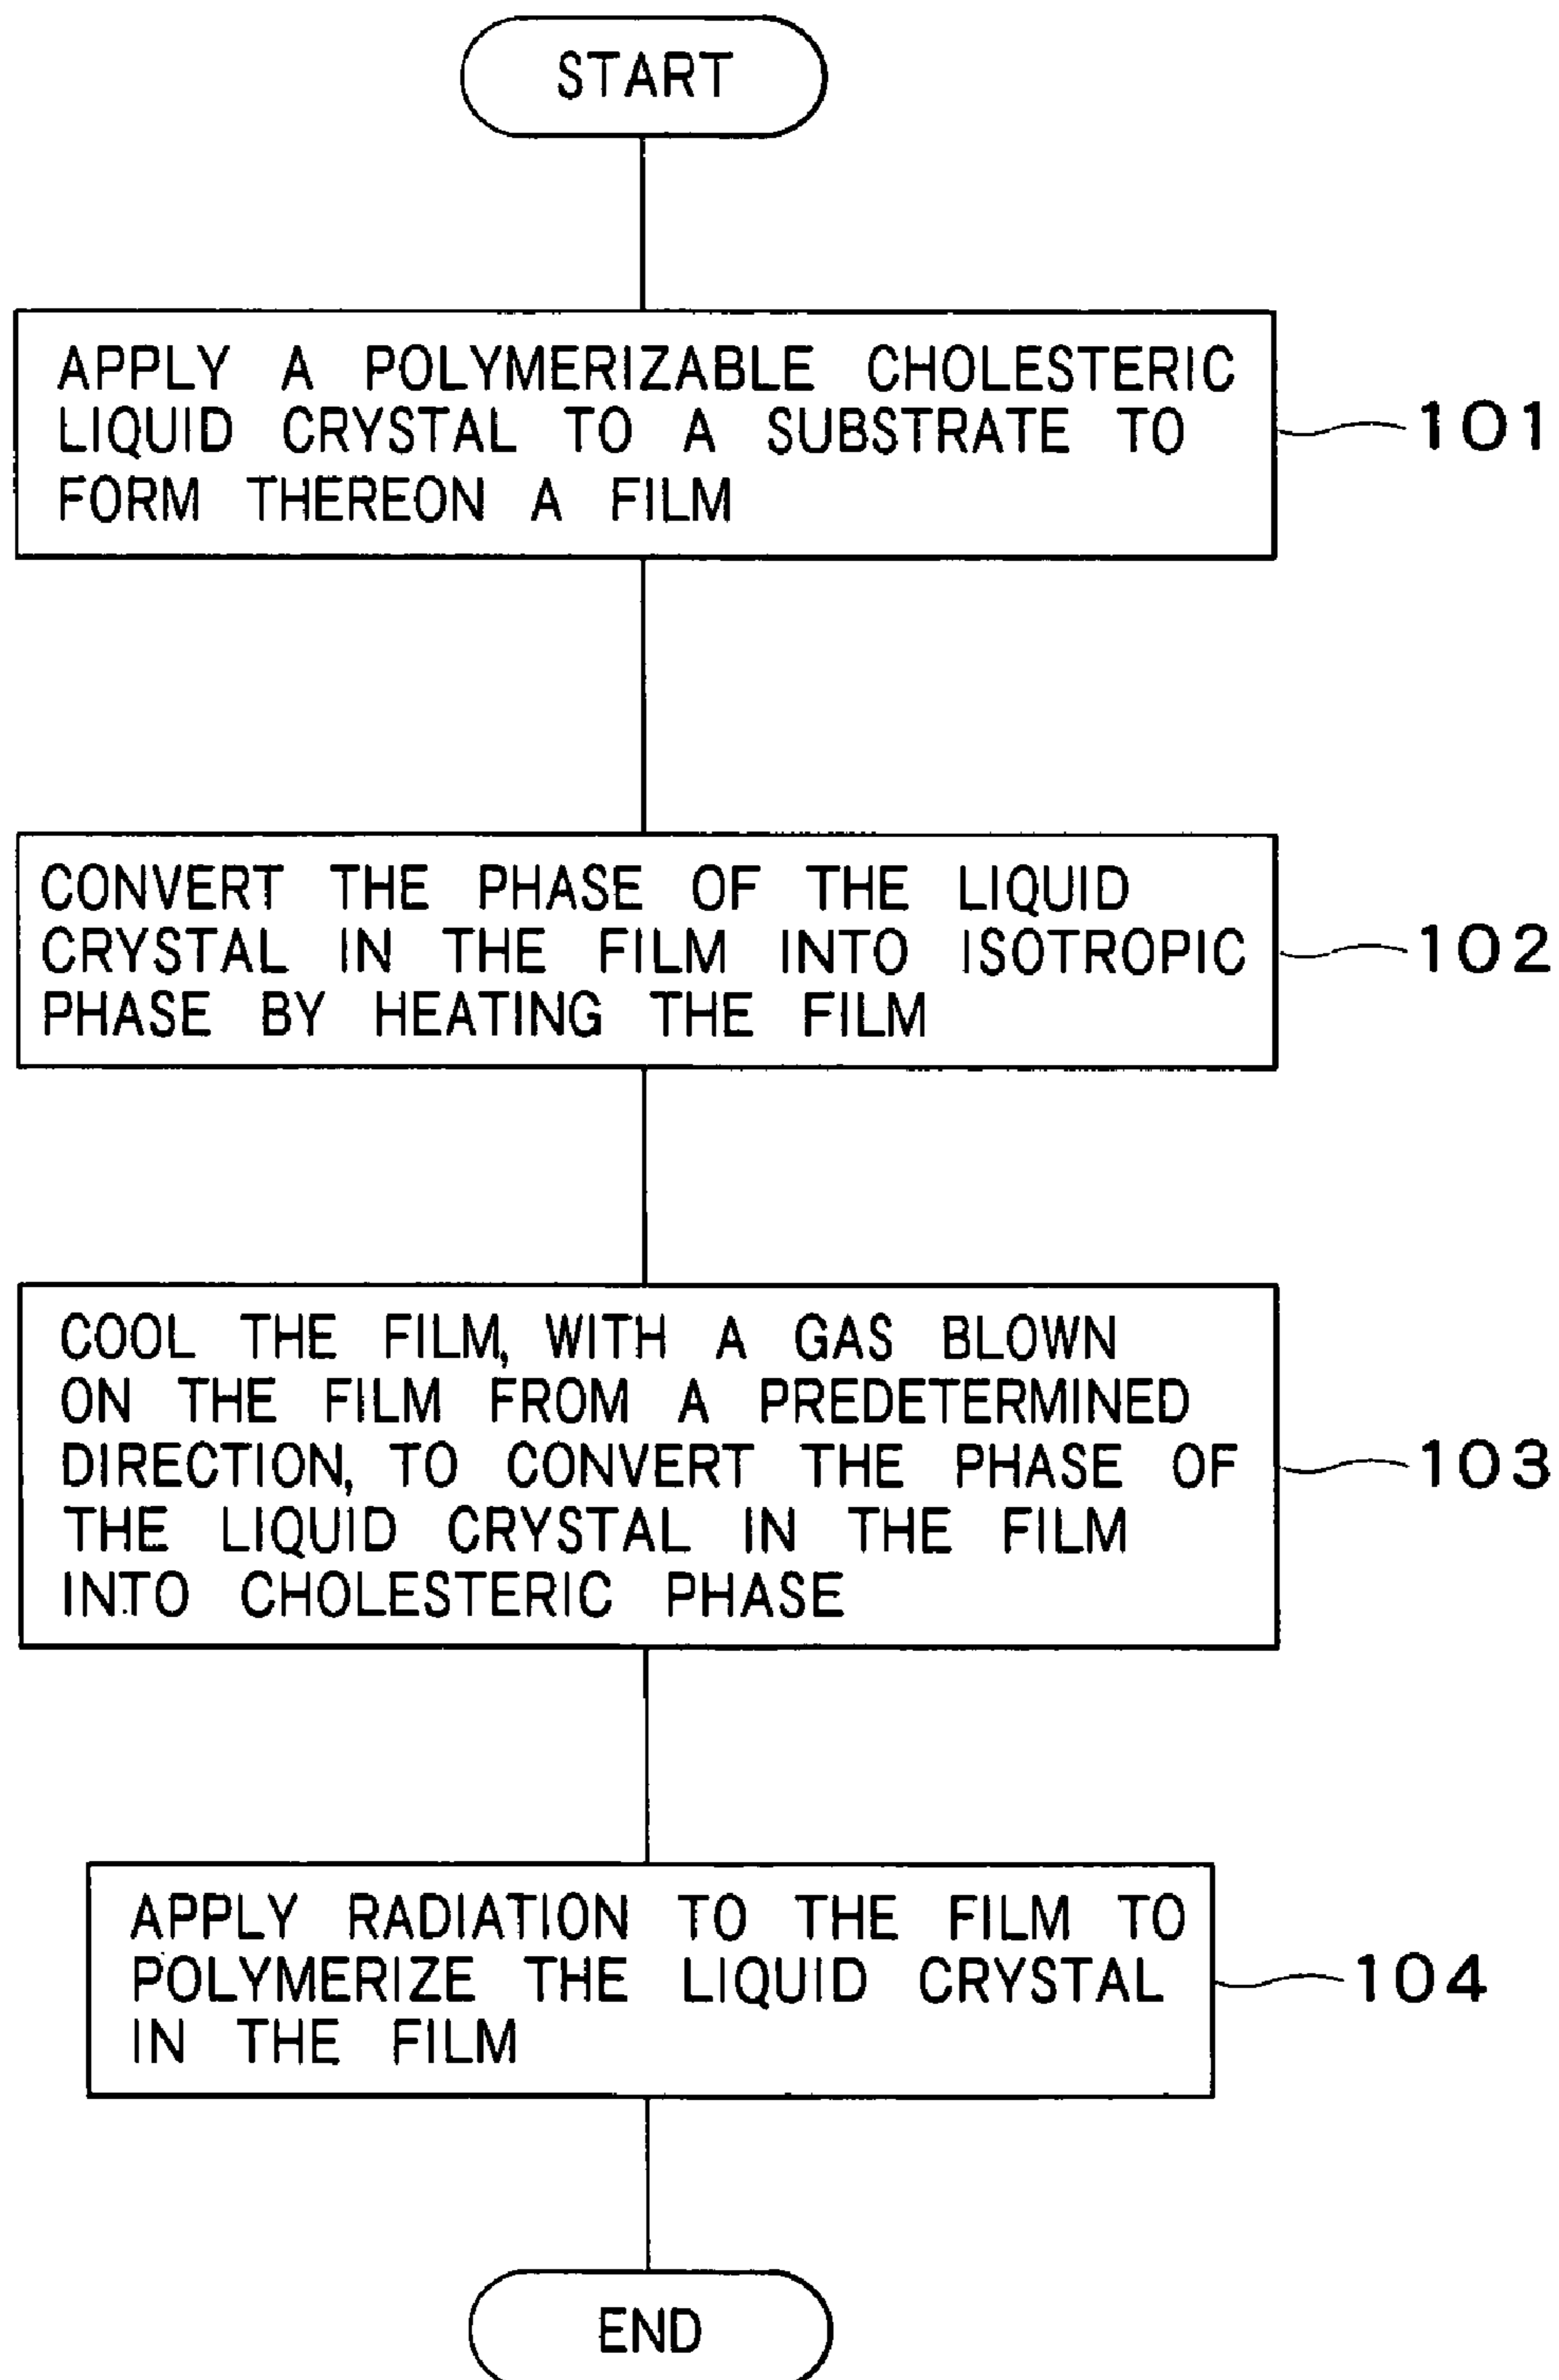 START
APPLY A POLYMERIZABLE CHOLESTERIC
LIQUID CRYSTAL TO A SUBSTRATE TO
FORM THEREON A FILM
101
CONVERT THE PHASE OF THE LIQUID
CRYSTAL IN THE FILM INTO ISOTROPIC
PHASE BY HEATING THE FILM
102
COOL THE FILM, WITH A GAS BLOWN
ON THE FILM FROM A PREDETERMINED
DIRECTION, TO CONVERT THE PHASE OF
THE LIQUID CRYSTAL IN THE FILM
INTO CHOLESTERIC PHASE
103
APPLY RADIATION TO THE FILM TO
POLYMERIZE THE LIQUID CRYSTAL
IN THE FILM
104
END